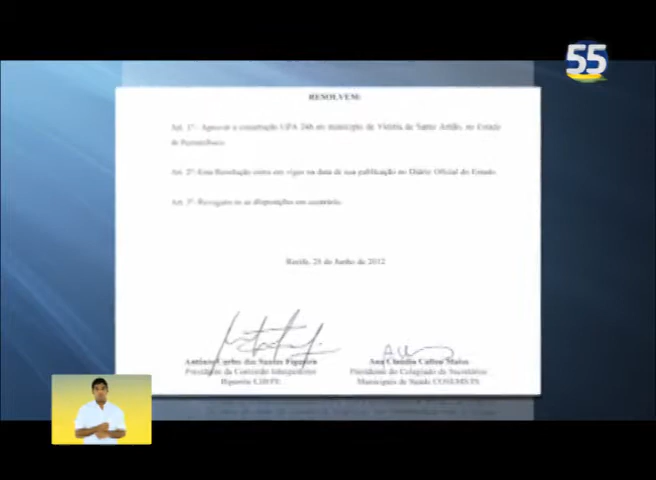 55
RESOLVEM:
Art. 1º- Aprovar a construção UPA 24h no município de Vitória de Santo Antão, no Estado
de Pernambuco.
Art. 2º-Esta Resolução entra em vigor na data de sua publicação no Diário Oficial do Estado.
Art. 3º- Revogam-se as disposições em contrário.
Recife, 25 de Junho de 2012
Antônio Carlos dos Santos Figueira
Ana Claudia Callou Matos
Presidente da Comissão Intergestores
Presidente do Colegiado de Secretários
Bipartite CIB/PE
Municipais de Saúde COSEMS/PE